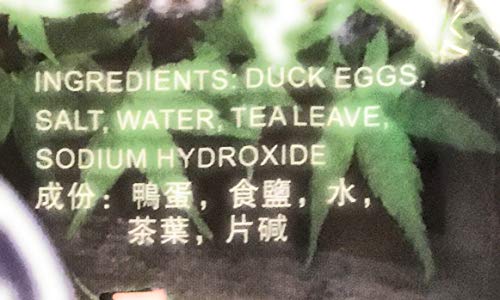 INGREDIENTS: DUCK EGGS,
SALT, WATER, TEA LEAVE,
SODIUM HYDROXIDE
成份：鴨蛋，食鹽，水，
茶葉，片碱